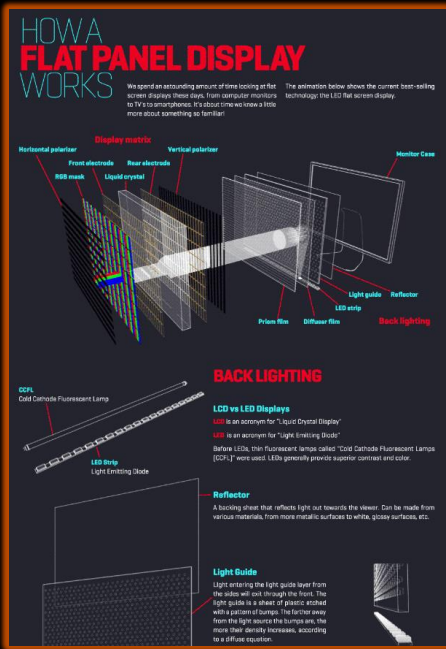 HOW A
FLAT PANEL DISPLAY
WORKS
We spend an astounding amount of time looking at flat
screen displays these days, from computer monitors
to TV's to smartphones. It's about time we knew a little
more about something so familiar!
The animation below shows the current best-selling
technology: the LED flat screen display.
Display matrix
Horizontal polarizer
Vertical polarizer
Front electrode
Rear electrode
RGB mask
Liquid crystal
Monitor Case
Light guide
Reflector
LED strip
Prism film
Diffuser film
Back lighting
BACK LIGHTING
CCFL
Cold Cathode Fluorescent Lamp
LED Strip
Light Emitting Diode
LCD vs LED Displays
LCD is an acronym for "Liquid Crystal Display"
LED is an acronym for "Light Emitting Diode"
Before LEDs, thin fluorescent lamps called "Cold Cathode Fluorescent Lamps
[CCFL]" were used. LEDs generally provide superior contrast and color.
Reflector
A backing sheet that reflects light out towards the viewer. Can be made from
various materials, from more metallic surfaces to white, glossy surfaces, etc.
Light Guide
Light entering the light guide layer from
the sides will exit through the front. The
light guide is a sheet of plastic etched
with a pattern of bumps. The farther away
from the light source the bumps are, the
more their density increases, according
to a diffuse equation.